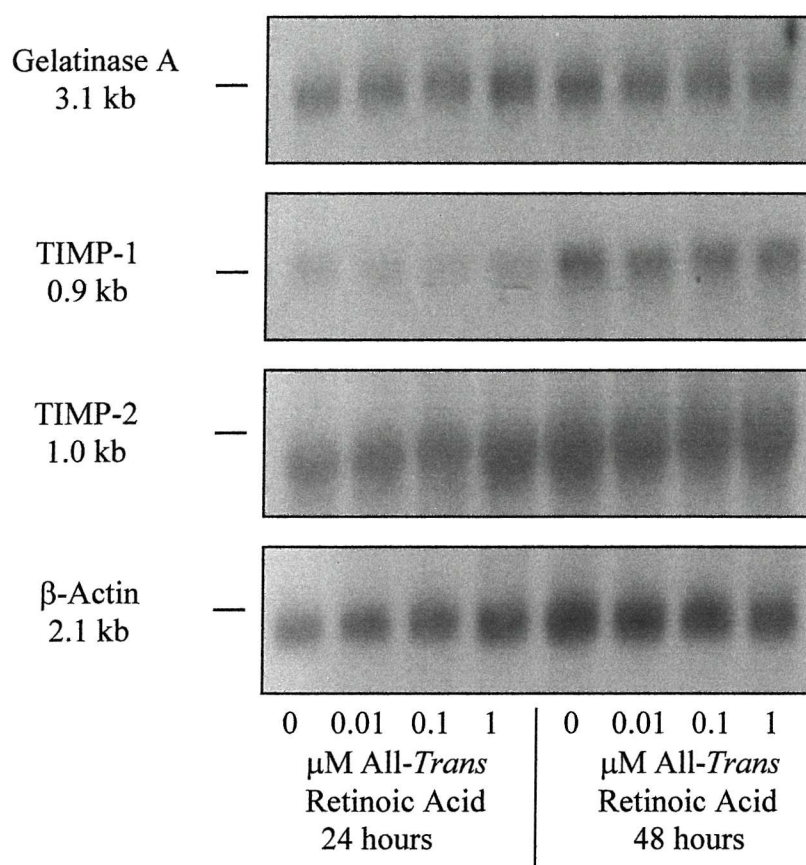 Gelatinase A
3.1 kb
TIMP-1
0.9 kb
TIMP-2
1.0 kb
β-Actin
2.1 kb
0 0.01 0.1 1 0 0.01 0.1 1
μM All-Trans μM All-Trans
Retinoic Acid Retinoic Acid
24 hours 48 hours